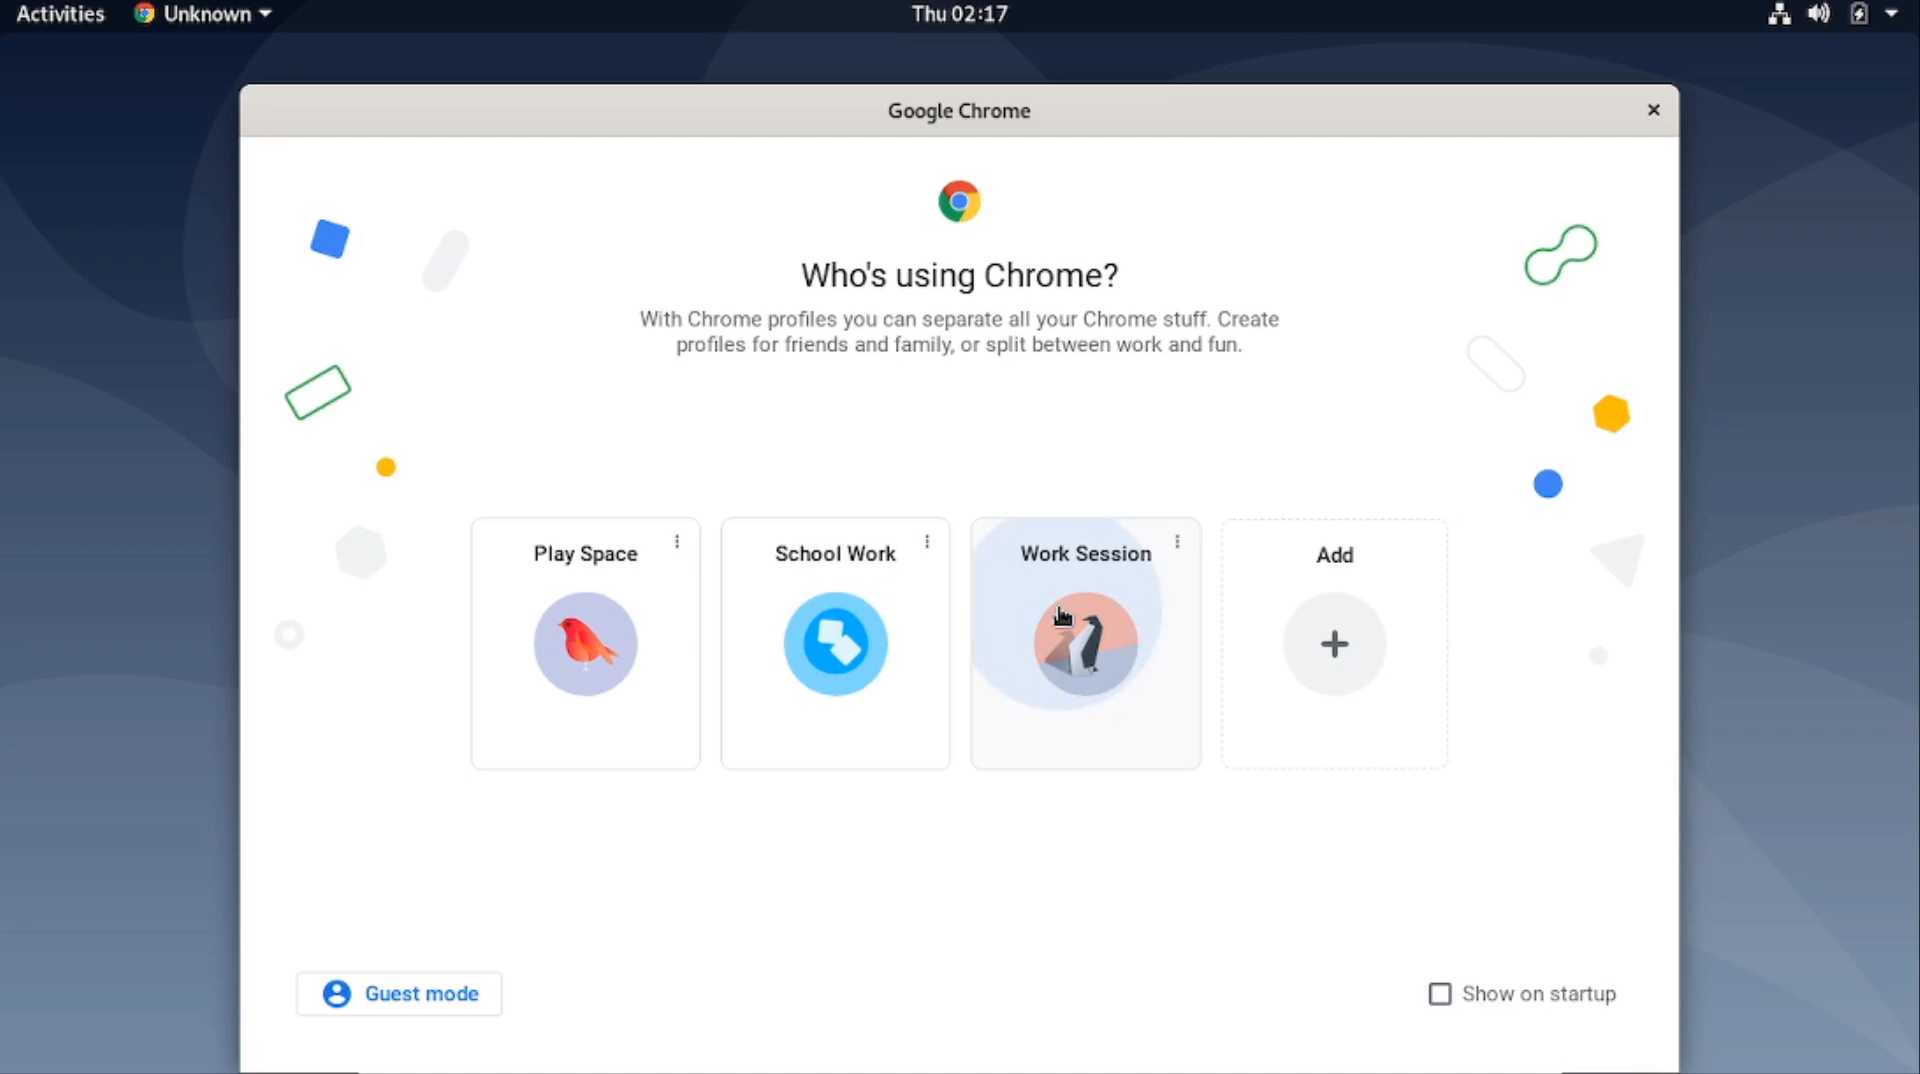 Activities Unknown Thu 02:17
Google Chrome
Who's using Chrome?
With Chrome profiles you can separate all your Chrome stuff. Create
profiles for friends and family, or split between work and fun.
Play Space School Work Work Session Add
Guest mode Show on startup